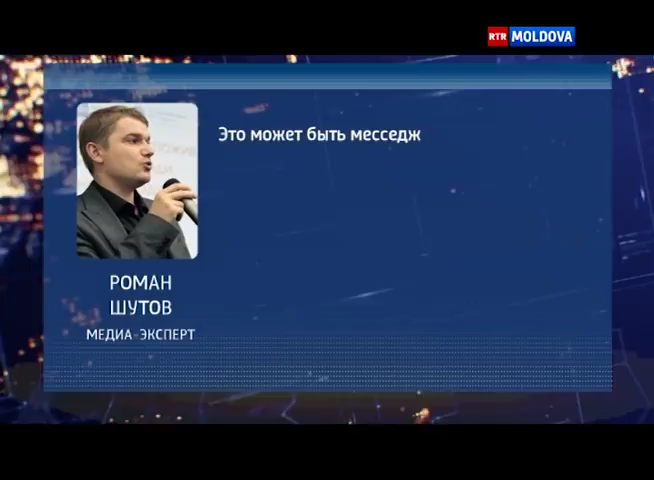 RTR MOLDOVA
Это может быть месседж
РОМАН
ШУТОВ
МЕДИА-ЭКСПЕРТ